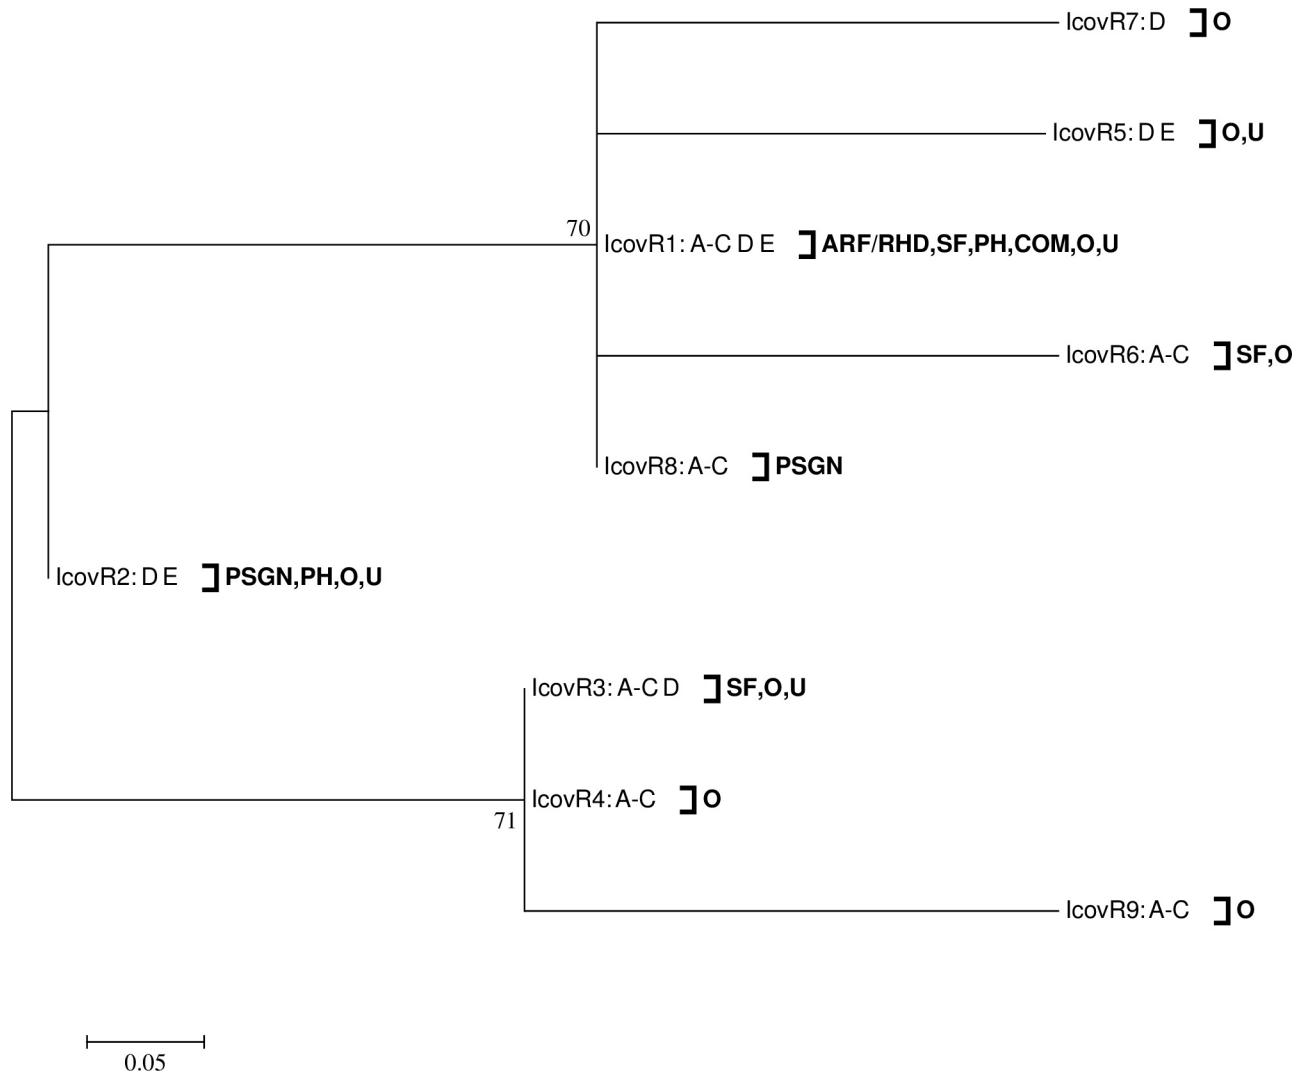 IcovR7: D O
IcovR5: D E O,U
70
IcovR1: A-C D E ARF/RHD,SF,PH,COM,O,U
IcovR6: A-C SF,O
IcovR8: A-C PSGN
IcovR2: D E PSGN,PH,O,U
IcovR3: A-C D SF,O,U
IcovR4: A-C O
71
IcovR9: A-C O
0.05